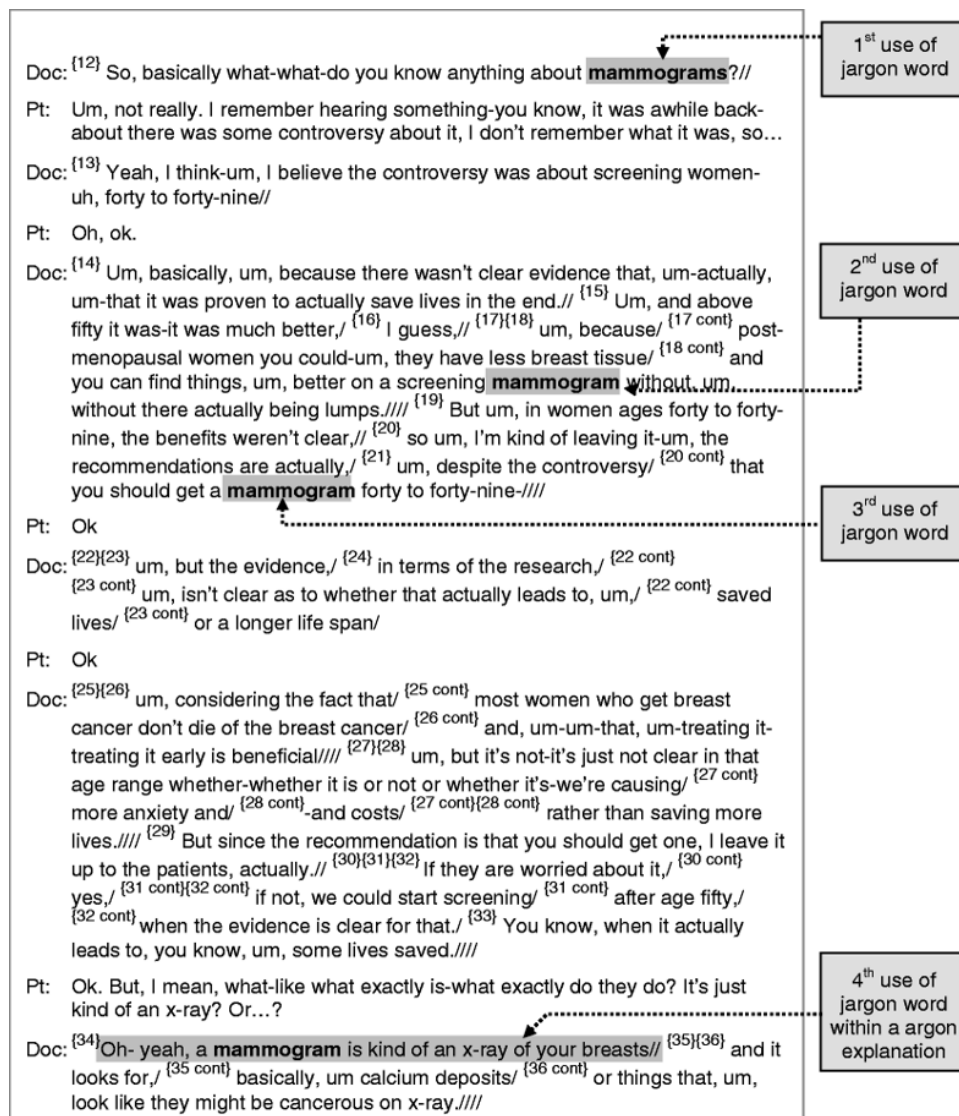 1st use of
jargon word
Doc: {12} So, basically what-what-do you know anything about mammograms?//
Pt: Um, not really. I remember hearing something-you know, it was awhile back-
about there was some controversy about it, I don't remember what it was, so…
Doc: {13} Yeah, I think-um, I believe the controversy was about screening women-
uh, forty to forty-nine//
Pt: Oh, ok.
2nd use of
jargon word
Doc: {14} Um, basically, um, because there wasn't clear evidence that, um-actually,
um-that it was proven to actually save lives in the end.// {15} Um, and above
fifty it was-it was much better,/ {16} I guess,// {17}{18} um, because/ {17 cont} post-
menopausal women you could-um, they have less breast tissue/ {18 cont} and
you can find things, um, better on a screening mammogram without, um,
without there actually being lumps.//// {19} But um, in women ages forty to forty-
nine, the benefits weren't clear,// {20} so um, I'm kind of leaving it-um, the
recommendations are actually,/ {21} um, despite the controversy/ {20 cont} that
you should get a mammogram forty to forty-nine-////
3rd use of
jargon word
Pt: Ok
Doc: {22}{23} um, but the evidence,/ {24} in terms of the research,/ {22 cont}
{23 cont} um, isn't clear as to whether that actually leads to, um,/ {22 cont} saved
lives/ {23 cont} or a longer life span/
Pt: Ok
Doc: {25}{26} um, considering the fact that/ {25 cont} most women who get breast
cancer don't die of the breast cancer/ {26 cont} and, um-um-that, um-treating it-
treating it early is beneficial//// {27}{28} um, but it's not-it's just not clear in that
age range whether-whether it is or not or whether it's-we're causing/ {27 cont}
more anxiety and/ {28 cont}-and costs/ {27 cont}{28 cont} rather than saving more
lives.//// {29} But since the recommendation is that you should get one, I leave it
up to the patients, actually.// {30}{31}{32} If they are worried about it,/ {30 cont}
yes,/ {31 cont}{32 cont} if not, we could start screening/ {31 cont} after age fifty,/
{32 cont} when the evidence is clear for that./ {33} You know, when it actually
leads to, you know, um, some lives saved.////
Pt: Ok. But, I mean, what-like what exactly is-what exactly do they do? It's just
kind of an x-ray? Or…?
4th use of
jargon word
within a argon
explanation
Doc: {34} Oh- yeah, a mammogram is kind of an x-ray of your breasts// {35}{36} and it
looks for,/ {35 cont} basically, um calcium deposits/ {36 cont} or things that, um,
look like they might be cancerous on x-ray.////